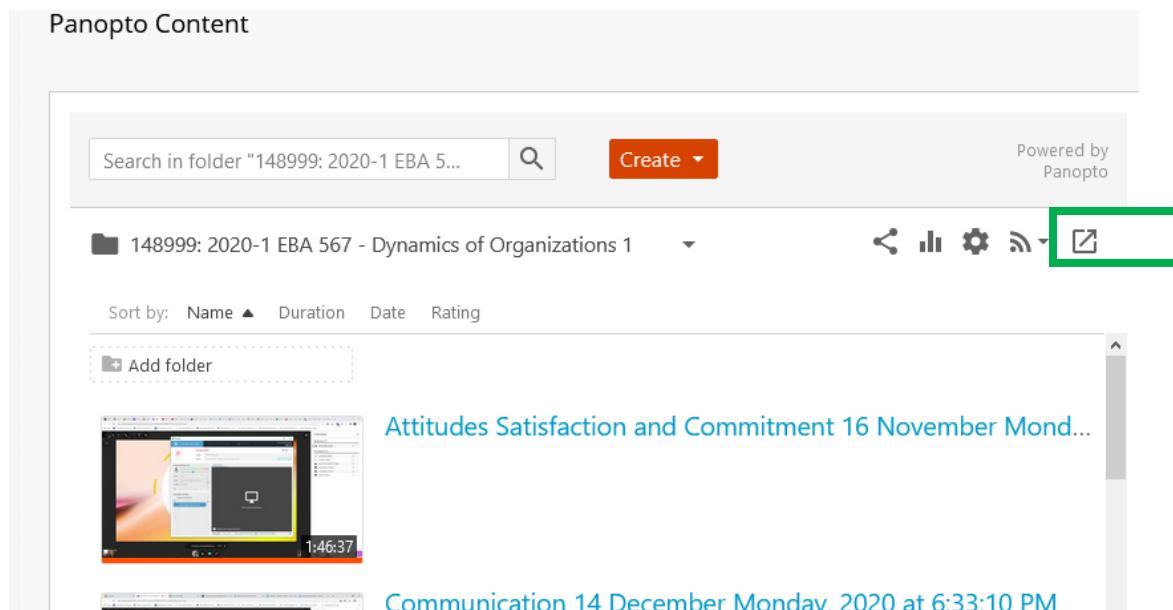 Panopto Content
Search in folder "148999: 2020-1 EBA 5...
Create
Powered by
Panopto
148999: 2020-1 EBA 567 - Dynamics of Organizations 1
Sort by: Name Duration Date Rating
Add folder
Attitudes Satisfaction and Commitment 16 November Mond...
1:46:37
Communication 14 December Monday, 2020 at 6:33:10 PM